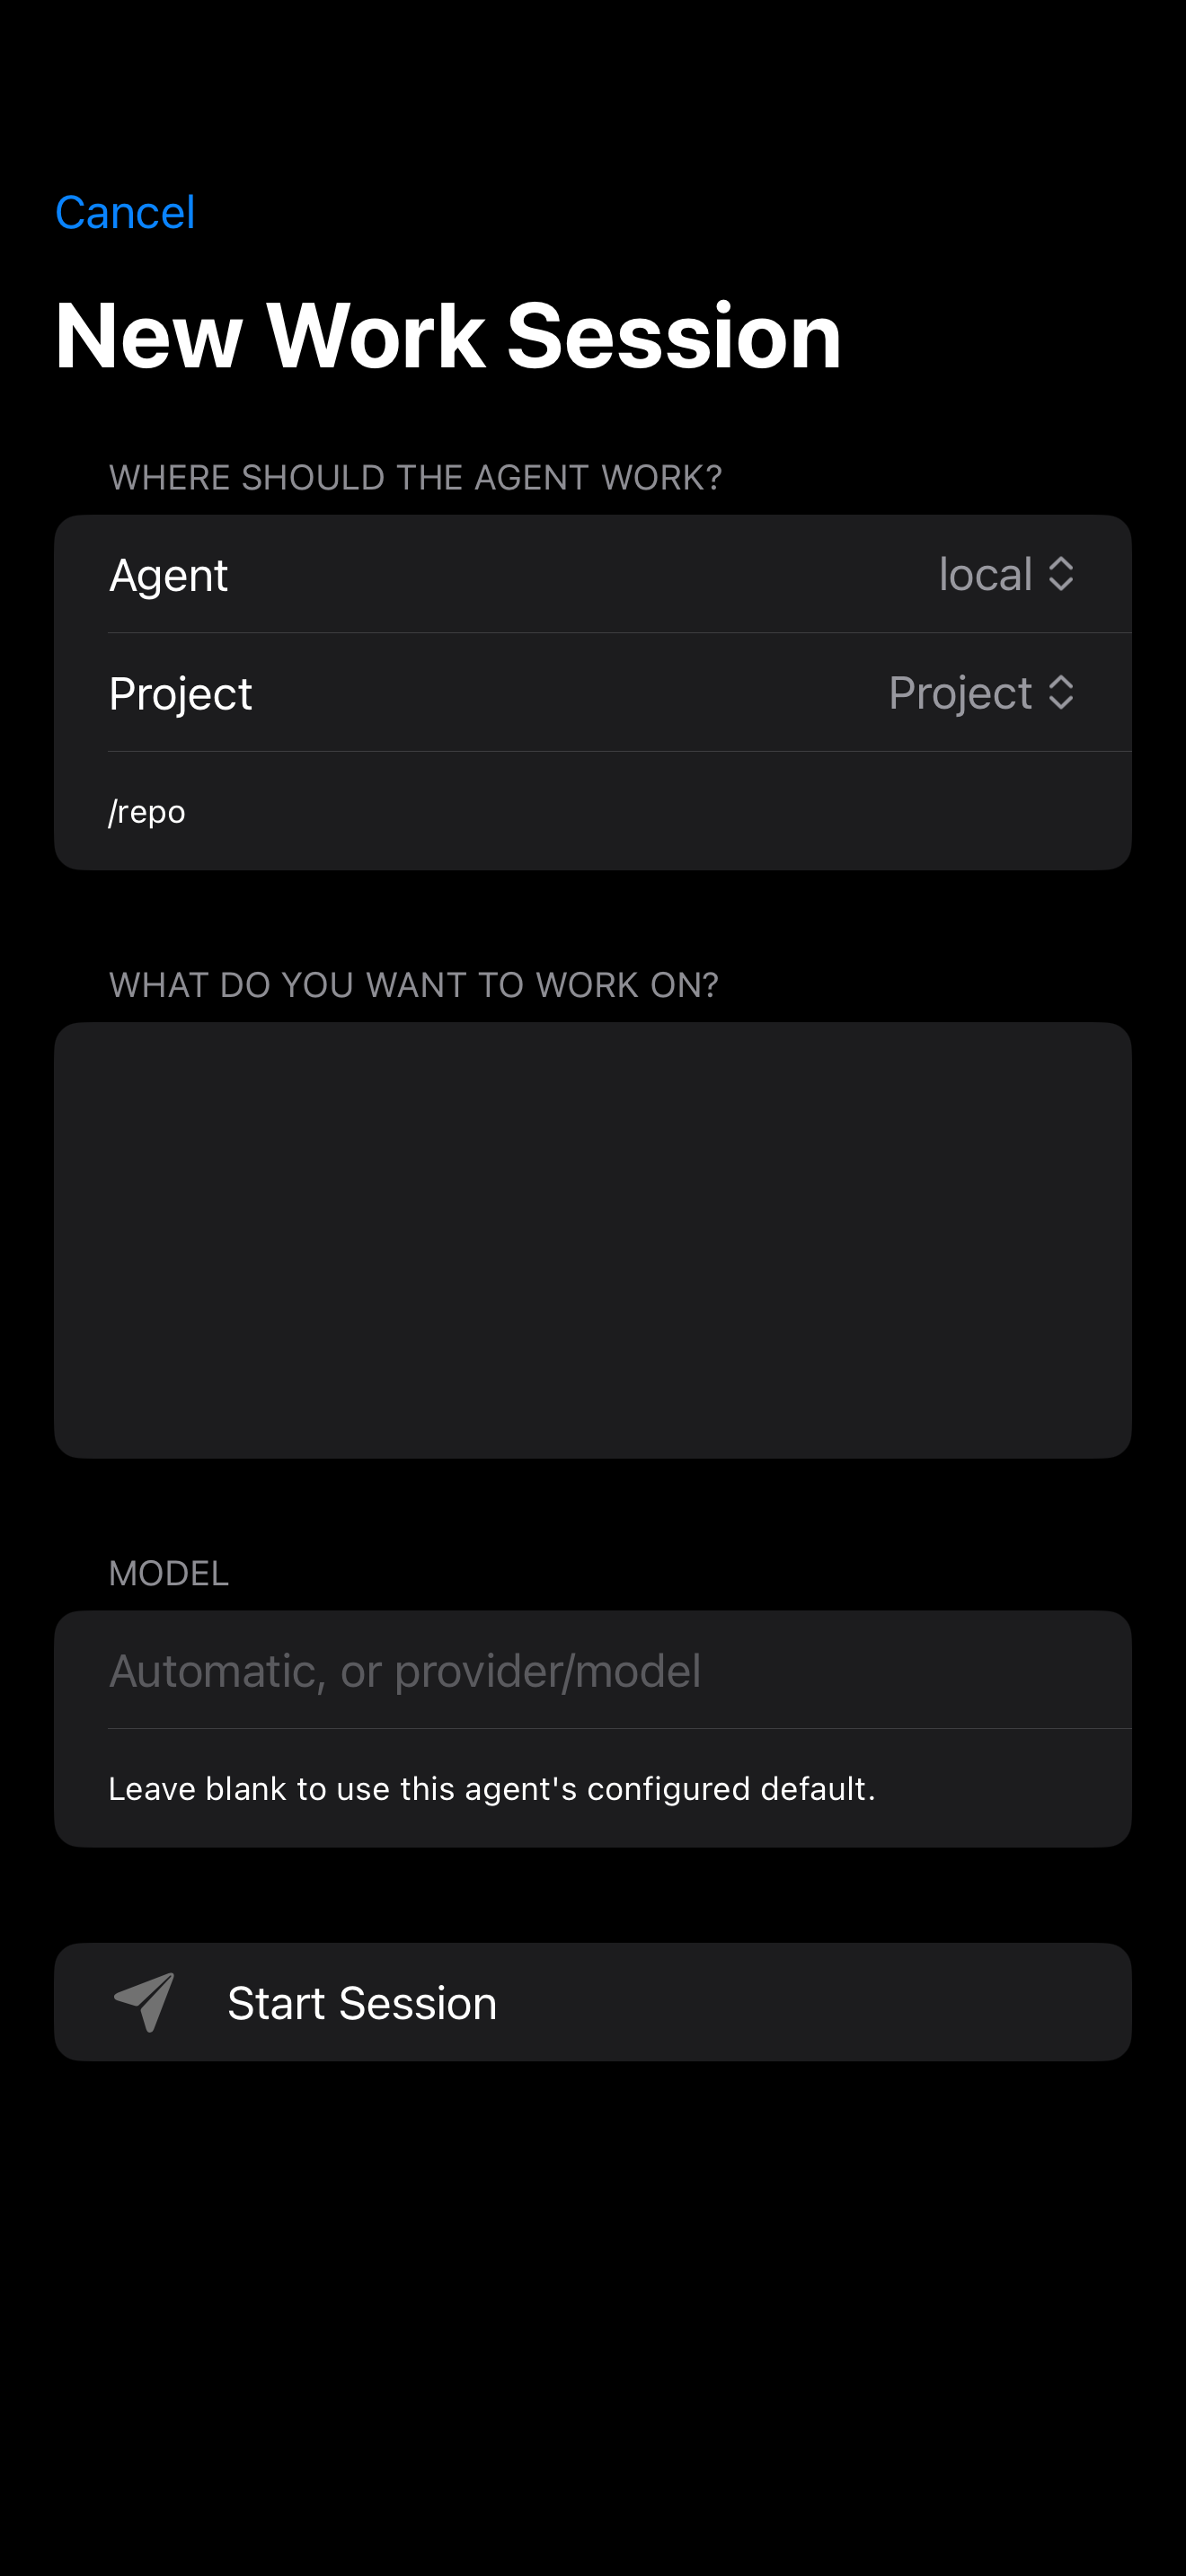 Cancel
New Work Session
WHERE SHOULD THE AGENT WORK?
Agent local
Project Project
/repo
WHAT DO YOU WANT TO WORK ON?
MODEL
Automatic, or provider/model
Leave blank to use this agent's configured default.
Start Session